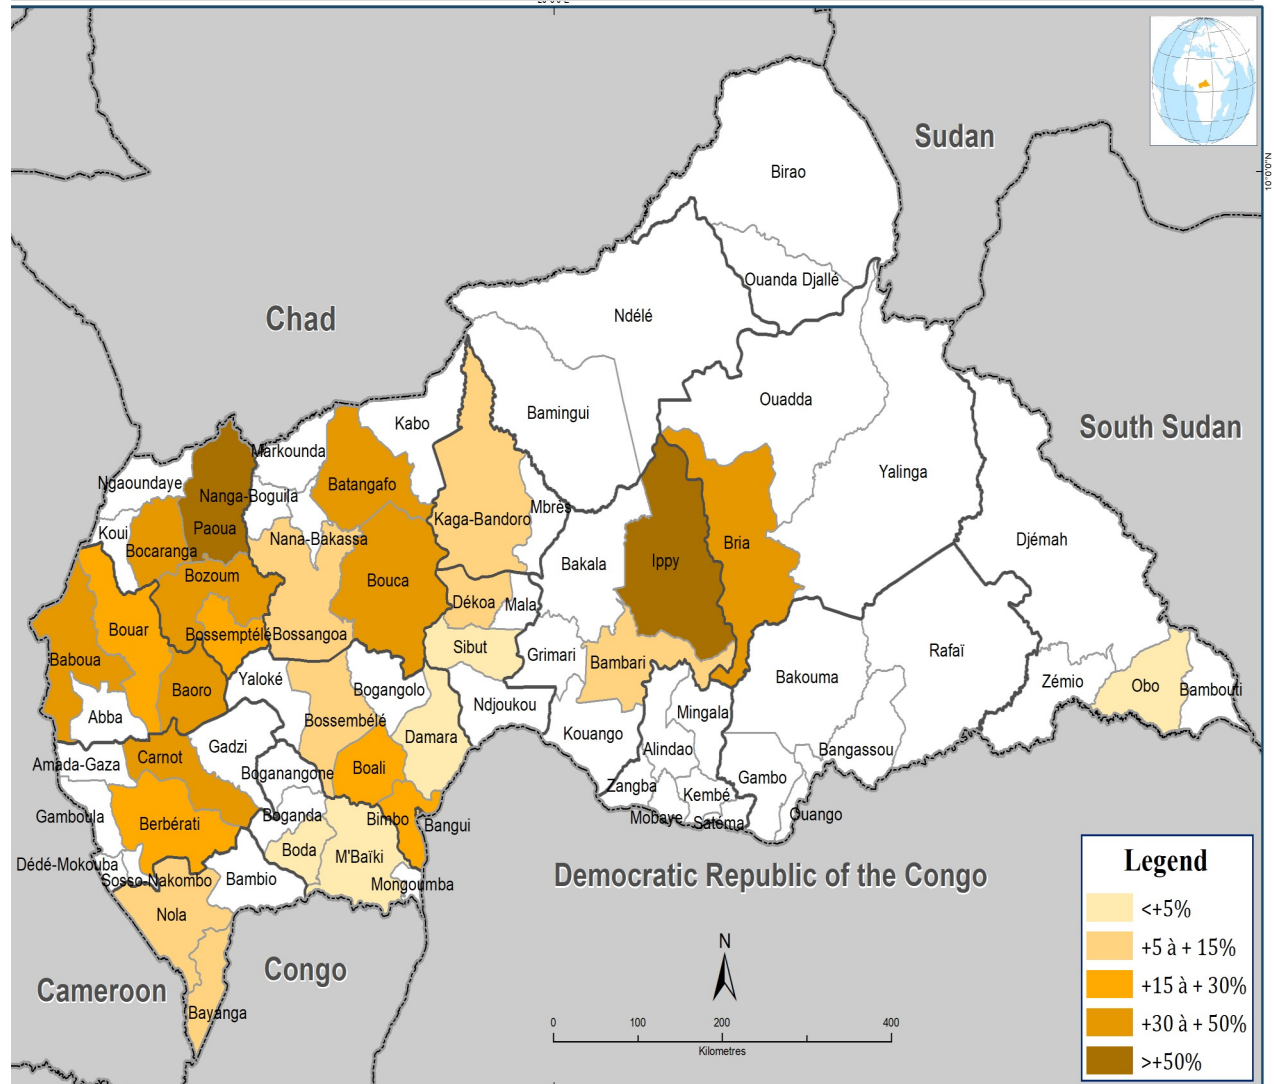 Sudan
10°0'0"N
Birao
Ouanda Djallé
Ndélé
Chad
Ouadda
Kabo
Bamingui
South Sudan
Markounda
Yalinga
Ngaoundaye
Batangafo
Nanga-Boguila
Mbrès
Kaga-Bandoro
Paoua
Koui
Nana-Bakassa
Djémah
Bria
Bocaranga
Ippy
Bakala
Bozoum
Bouca
Dékoa
Mala
Bouar
Bossemptélé
Bossangoa
Sibut
Rafaï
Grimari
Baboua
Bambari
Yaloké
Bakouma
Zémio
Obo
Bambouti
Baoro
Bogangolo
Ndjoukou
Abba
Mingala
Bossembélé
Kouango
Damara
Gadzi
Alindao
Bangassou
Carnot
Amada-Gaza
Boali
Boganangone
Gambo
Zangba
Kembé
Boganda
Gamboula
Mobaye
Satéma
Ouango
Bimbo
Bangui
Berbérati
Boda
M'Baïki
Dédé-Mokouba
Sosso-Nakombo
Bambio
Mongoumba
Democratic Republic of the Congo
Nola
Congo
Cameroon
Bayanga
N
0 100 200 400
Kilometres
Legend
<+5%
+5 à + 15%
+15 à + 30%
+30 à + 50%
>+50%